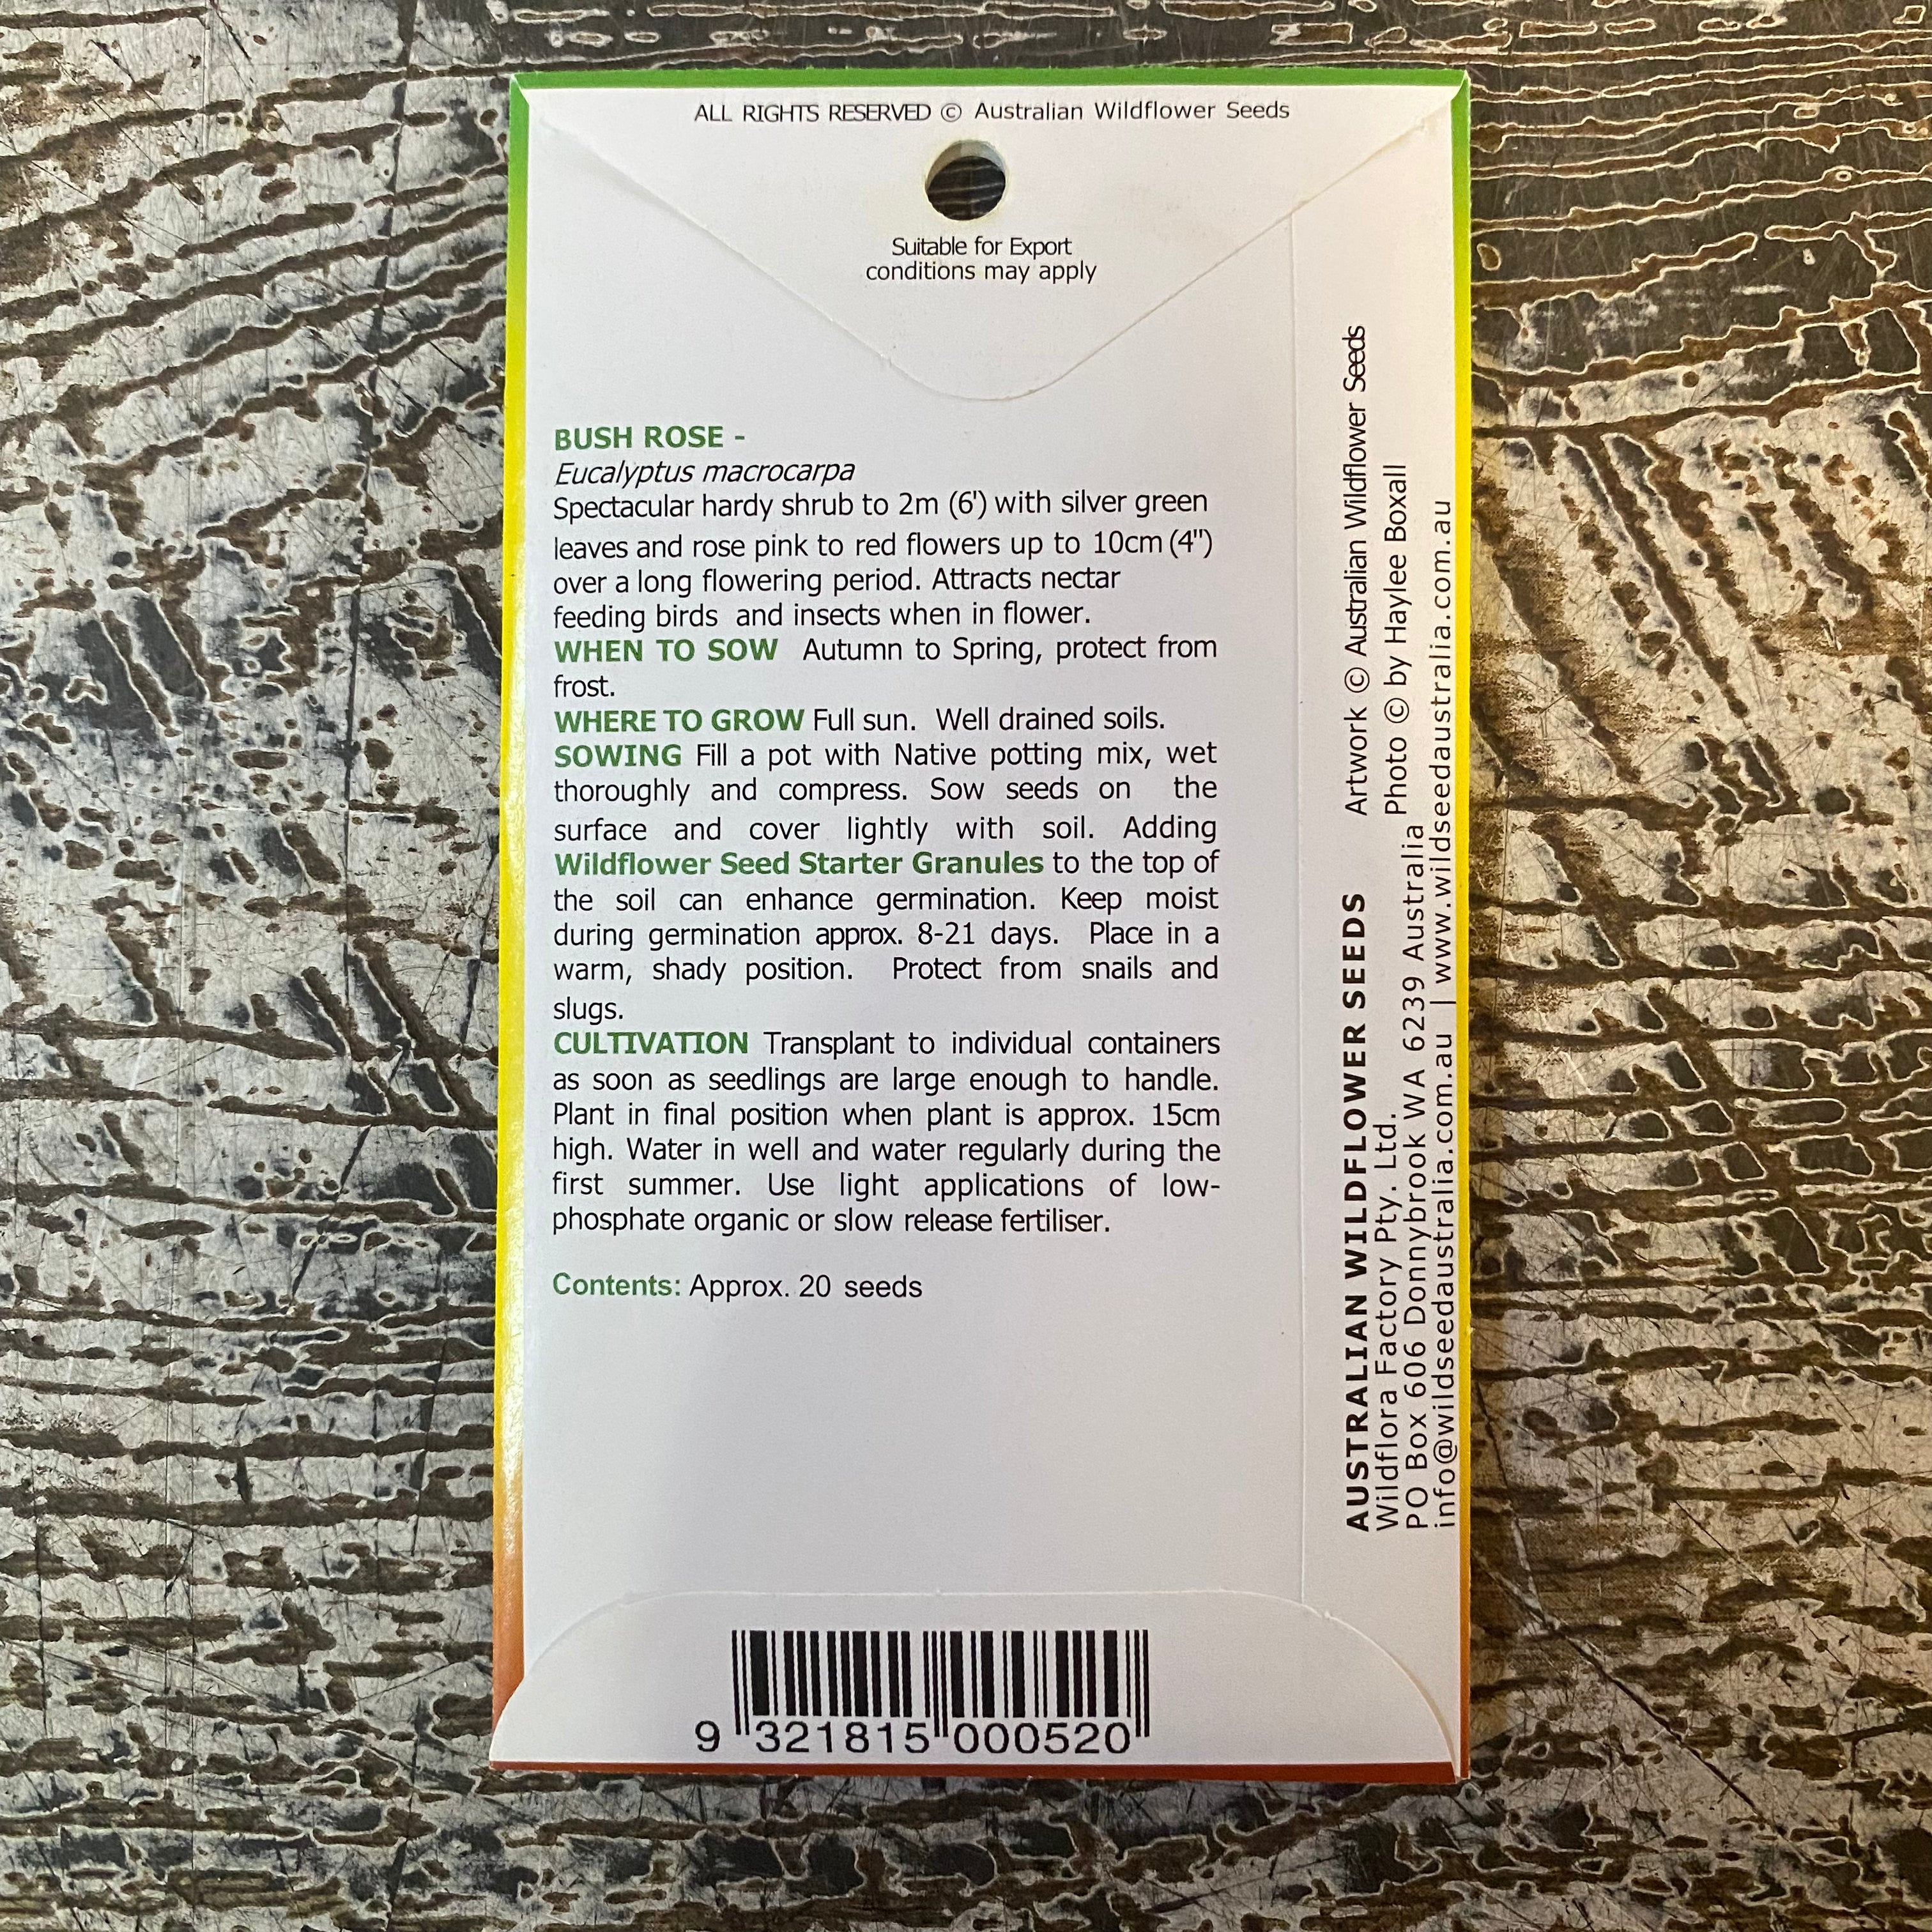 ALL RIGHTS RESERVED © Australian Wildflower Seeds
Suitable for Export
conditions may apply
BUSH ROSE -
Eucalyptus macrocarpa
Spectacular hardy shrub to 2m (6') with silver green
leaves and rose pink to red flowers up to 10cm (4")
over a long flowering period. Attracts nectar
feeding birds and insects when in flower.
WHEN TO SOW Autumn to Spring, protect from
frost.
WHERE TO GROW Full sun. Well drained soils.
SOWING Fill a pot with Native potting mix, wet
thoroughly and compress. Sow seeds on the
surface and cover lightly with soil. Adding
Wildflower Seed Starter Granules to the top of
the soil can enhance germination. Keep moist
during germination approx. 8-21 days. Place in a
warm, shady position. Protect from snails and
slugs.
CULTIVATION Transplant to individual containers
as soon as seedlings are large enough to handle.
Plant in final position when plant is approx. 15cm
high. Water in well and water regularly during the
first summer. Use light applications of low-
phosphate organic or slow release fertiliser.
Contents: Approx. 20 seeds
AUSTRALIAN WILDFLOWER SEEDS Artwork © Australian Wildflower Seeds
Wildflora Factory Pty. Ltd. Photo © by Haylee Boxall
PO Box 606 Donnybrook WA 6239 Australia
info@wildseedaustralia.com.au | www.wildseedaustralia.com.au
9 321815 000520